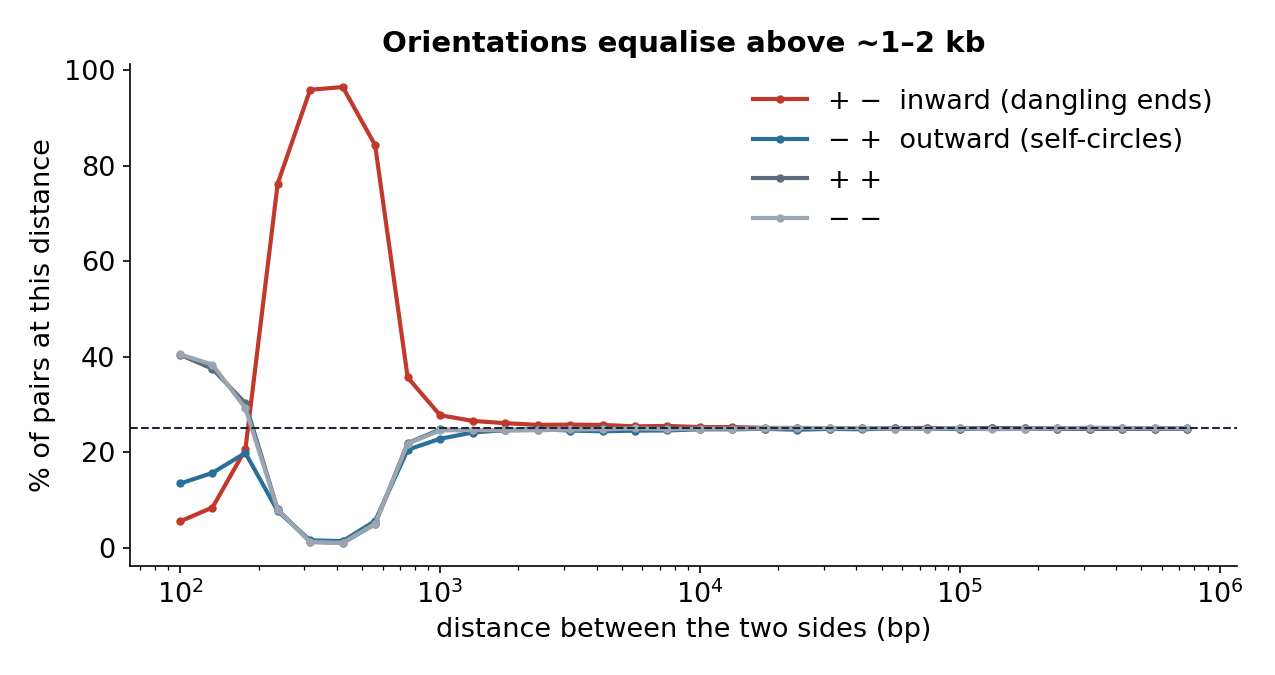 Orientations equalise above ~1–2 kb
% of pairs at this distance
100
80
60
40
20
0
+ −  inward (dangling ends)
− +  outward (self-circles)
+ +
− −
10² 10³ 10⁴ 10⁵ 10⁶
distance between the two sides (bp)